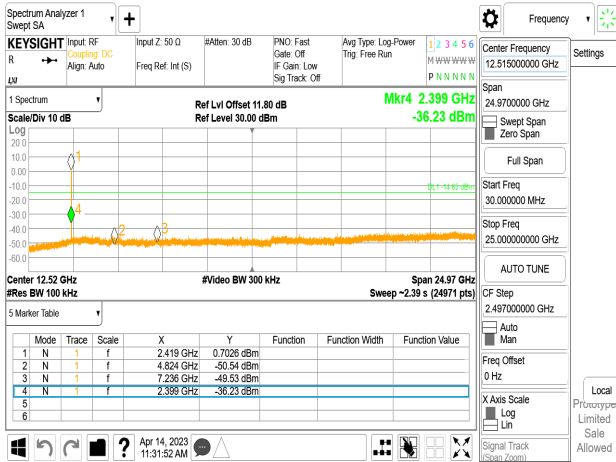 Spectrum Analyzer 1
Swept SA
Frequency
KEYSIGHT
R
Input: RF
Coupling: DC
Align: Auto
Input Z: 50 Ω
Freq Ref: Int (S)
#Atten: 30 dB
PNO: Fast
Gate: Off
IF Gain: Low
Sig Track: Off
Avg Type: Log-Power
Trig: Free Run
1 2 3 4 5 6
M W W W W W
P N N N N N
1 Spectrum
Scale/Div 10 dB
Ref Lvl Offset 11.80 dB
Ref Level 30.00 dBm
Mkr4 2.399 GHz
-36.23 dBm
Log
20.0
10.0
0.00
-10.0
-20.0
-30.0
-40.0
-50.0
-60.0
1
4
2
3
DL1 -14.65 dBm
Center 12.52 GHz
#Video BW 300 kHz
Span 24.97 GHz
#Res BW 100 kHz
Sweep ~2.39 s (24971 pts)
5 Marker Table
Mode Trace Scale X Y Function Function Width Function Value
1 N 1 f 2.419 GHz 0.7026 dBm
2 N 1 f 4.824 GHz -50.54 dBm
3 N 1 f 7.236 GHz -49.53 dBm
4 N 1 f 2.399 GHz -36.23 dBm
5
6
Apr 14, 2023
11:31:52 AM
Center Frequency
12.515000000 GHz
Settings
Span
24.9700000 GHz
Swept Span
Zero Span
Full Span
Start Freq
30.000000 MHz
Stop Freq
25.000000000 GHz
AUTO TUNE
CF Step
2.497000000 GHz
Auto
Man
Freq Offset
0 Hz
X Axis Scale
Log
Lin
Signal Track
(Span Zoom)
Local
Prototype
Limited
Sale
Allowed